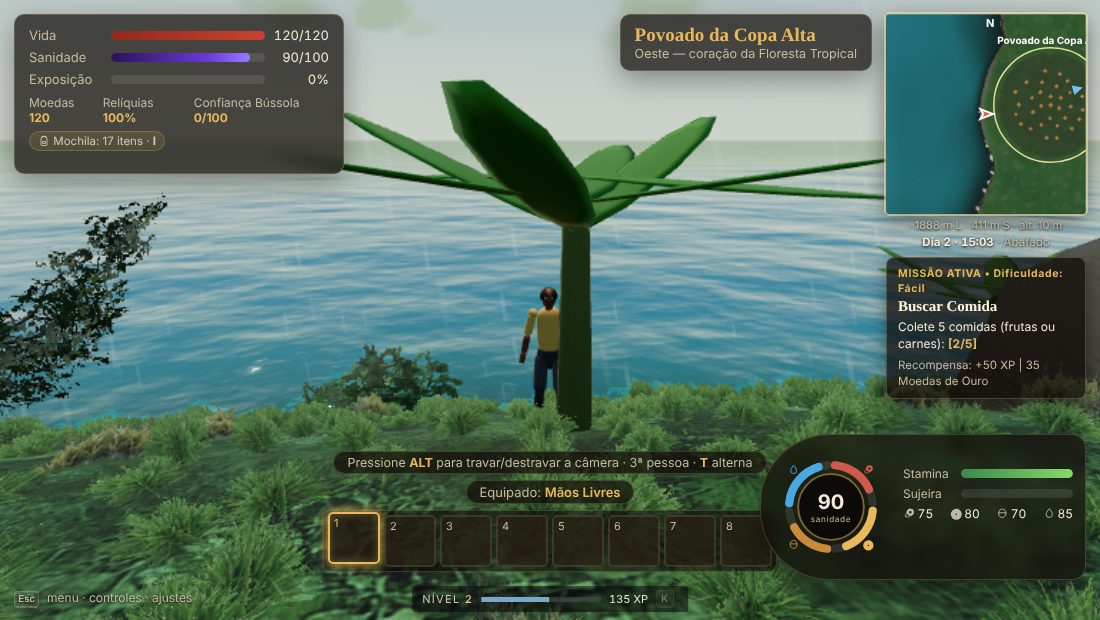 Vida 120/120
Sanidade 90/100
Exposição 0%
Moedas Relíquias Confiança Bússola
120 100% 0/100
Mochila: 17 itens · I
Povoado da Copa Alta
Oeste — coração da Floresta Tropical
N
Povoado da Copa
-1888 m L · 411 m S · alt. 10 m
Dia 2 · 15:03 · Abafado
MISSÃO ATIVA • Dificuldade:
Fácil
Buscar Comida
Colete 5 comidas (frutas ou
carnes): [2/5]
Recompensa: +50 XP | 35
Moedas de Ouro
Pressione ALT para travar/destravar a câmera · 3ª pessoa · T alterna
Equipado: Mãos Livres
1 2 3 4 5 6 7 8
90
sanidade
Stamina
Sujeira
75 80 70 85
Esc menu · controles · ajustes
NÍVEL 2 135 XP K